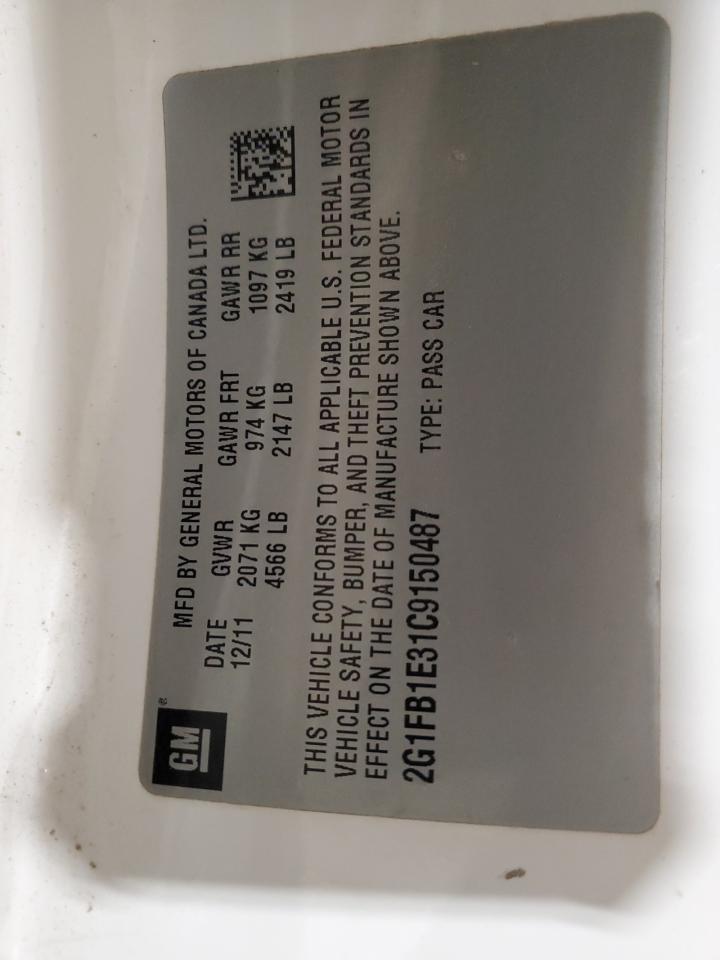 GM®
MFD BY GENERAL MOTORS OF CANADA LTD.
DATE GVWR GAWR FRT GAWR RR
12/11 2071 KG 974 KG 1097 KG
4566 LB 2147 LB 2419 LB
THIS VEHICLE CONFORMS TO ALL APPLICABLE U.S. FEDERAL MOTOR
VEHICLE SAFETY, BUMPER, AND THEFT PREVENTION STANDARDS IN
EFFECT ON THE DATE OF MANUFACTURE SHOWN ABOVE.
2G1FB1E31C9150487 TYPE: PASS CAR